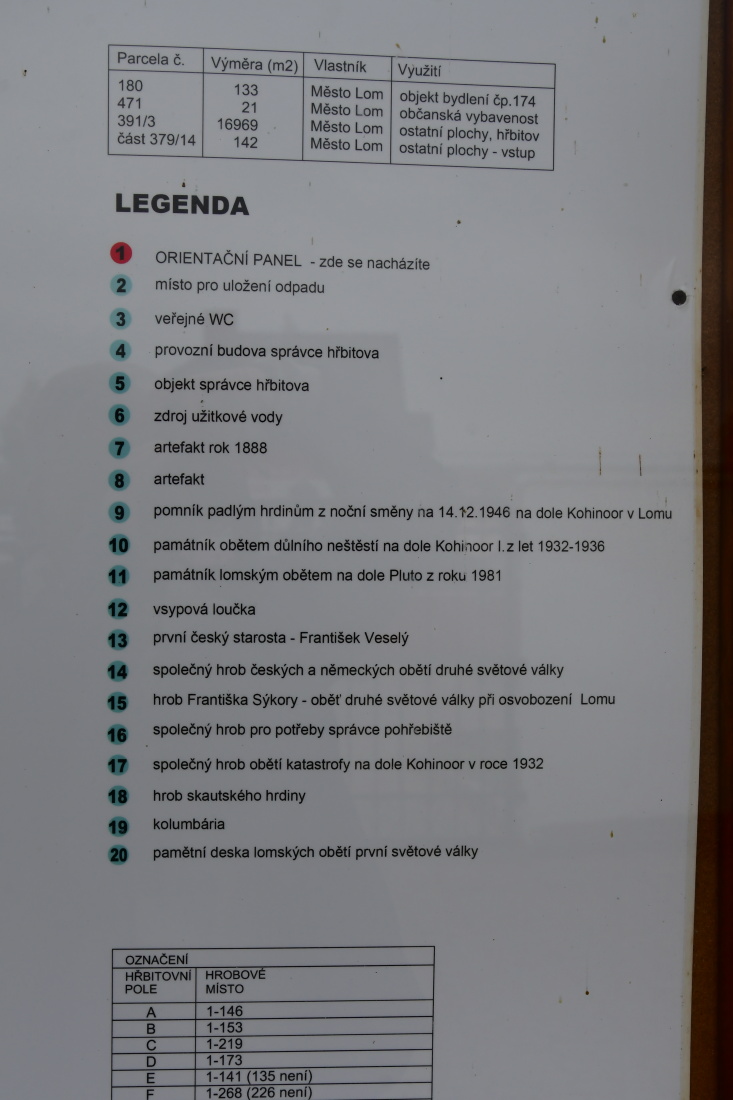 Parcela č. Výměra (m2) Vlastník Využití
180 133 Město Lom objekt bydlení čp.174
471 21 Město Lom občanská vybavenost
391/3 16969 Město Lom ostatní plochy, hřbitov
část 379/14 142 Město Lom ostatní plochy - vstup
LEGENDA
1 ORIENTAČNÍ PANEL - zde se nacházíte
2 místo pro uložení odpadu
3 veřejné WC
4 provozní budova správce hřbitova
5 objekt správce hřbitova
6 zdroj užitkové vody
7 artefakt rok 1888
8 artefakt
9 pomník padlým hrdinům z noční směny na 14.12.1946 na dole Kohinoor v Lomu
10 památník obětem důlního neštěstí na dole Kohinoor I.z let 1932-1936
11 památník lomským obětem na dole Pluto z roku 1981
12 vsypová loučka
13 první český starosta - František Veselý
14 společný hrob českých a německých obětí druhé světové války
15 hrob Františka Sýkory - oběť druhé světové války při osvobození Lomu
16 společný hrob pro potřeby správce pohřebiště
17 společný hrob obětí katastrofy na dole Kohinoor v roce 1932
18 hrob skautského hrdiny
19 kolumbária
20 pamětní deska lomských obětí první světové války
OZNAČENÍ
HŘBITOVNÍ HROBOVÉ
POLE MÍSTO
A 1-146
B 1-153
C 1-219
D 1-173
E 1-141 (135 není)
F 1-268 (226 není)